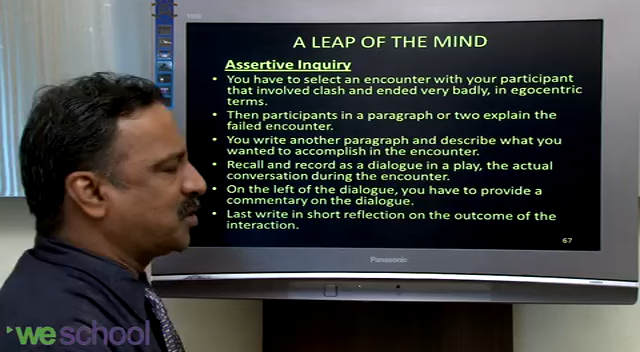 A LEAP OF THE MIND
Assertive Inquiry
• You have to select an encounter with your participant
that involved clash and ended very badly, in egocentric
terms.
• Then participants in a paragraph or two explain the
failed encounter.
• You write another paragraph and describe what you
wanted to accomplish in the encounter.
• Recall and record as a dialogue in a play, the actual
conversation during the encounter.
• On the left of the dialogue, you have to provide a
commentary on the dialogue.
• Last write in short reflection on the outcome of the
interaction.
67
Panasonic
we school